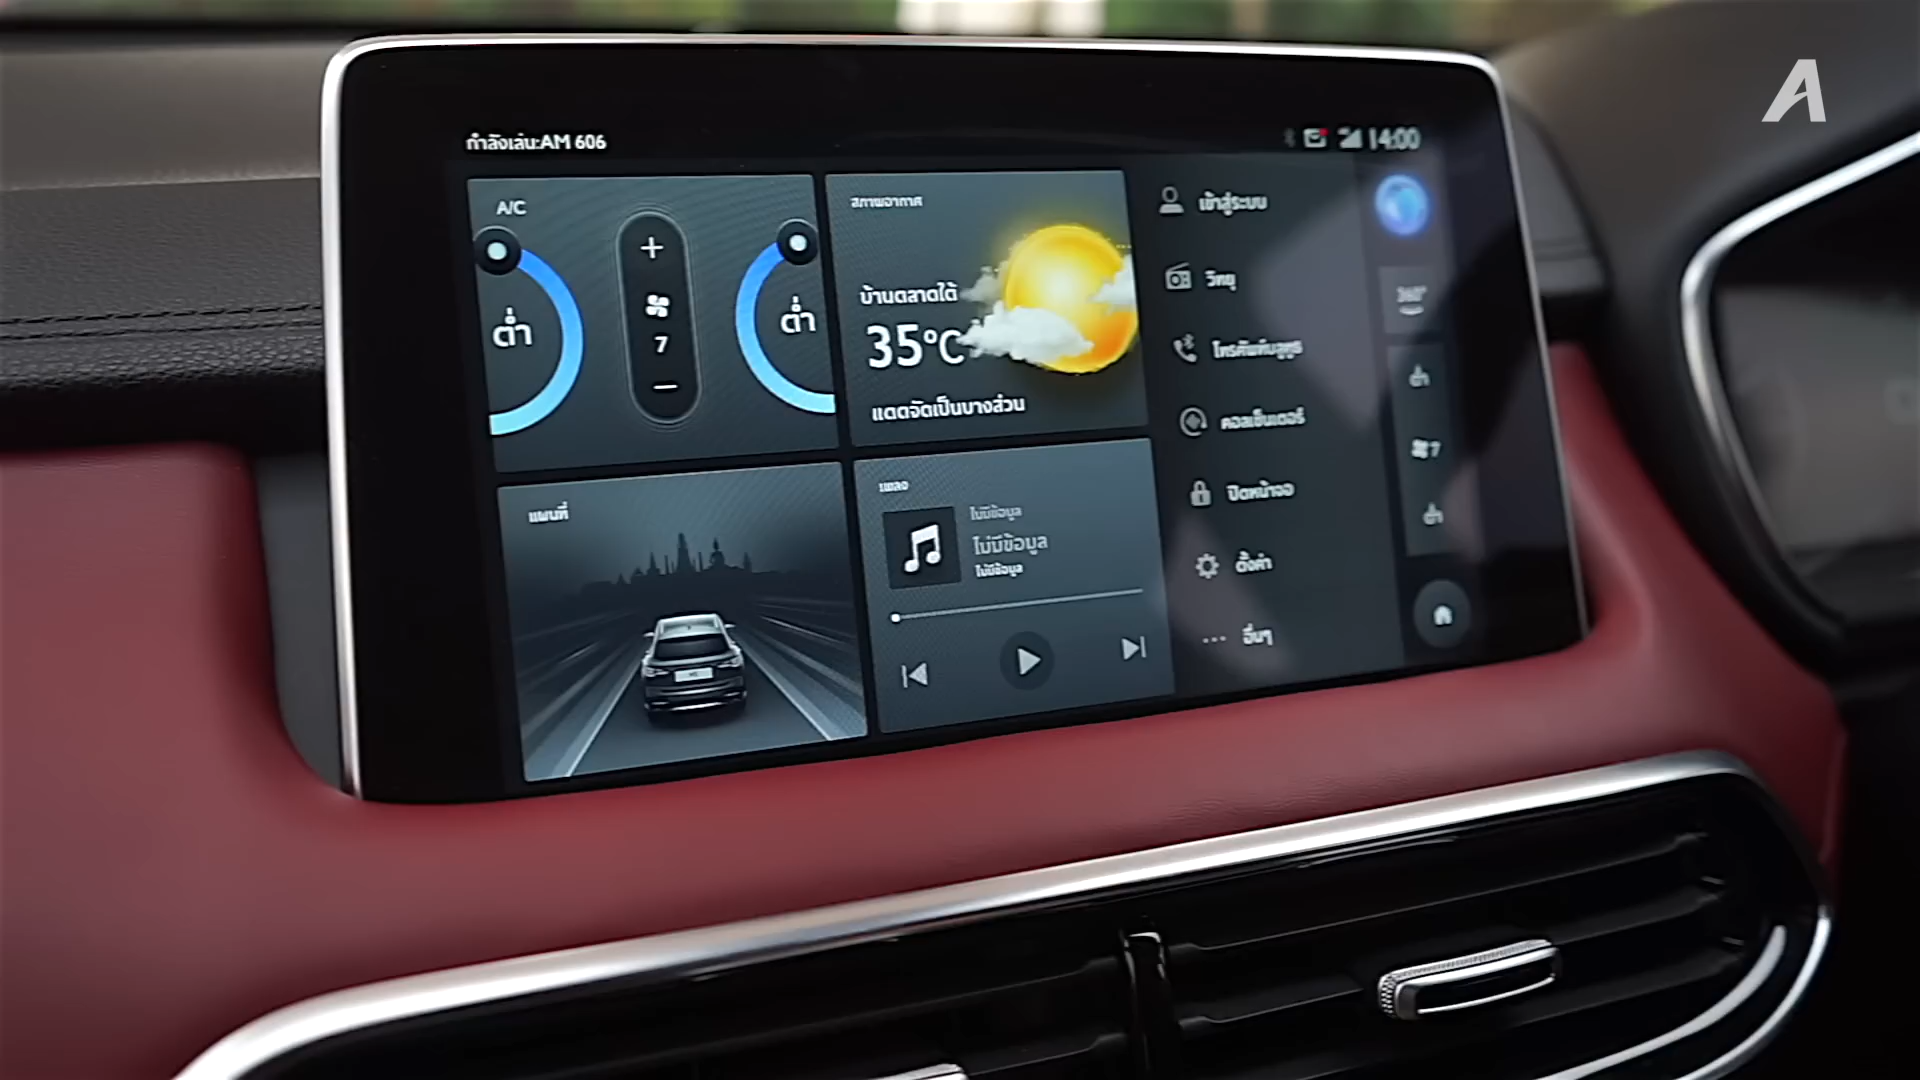 กำลังเล่น:AM 606
14:00
A/C
ต่ำ
7
ต่ำ
สภาพอากาศ
บ้านตลาดใต้
35°C
แดดจัดเป็นบางส่วน
แผนที่
เพลง
ไม่มีข้อมูล
ไม่มีข้อมูล
ไม่มีข้อมูล
เข้าสู่ระบบ
วิทยุ
โทรศัพท์บลูทูธ
คอลเซ็นเตอร์
ปิดหน้าจอ
ตั้งค่า
อื่นๆ
360°
ต่ำ
7
ต่ำ